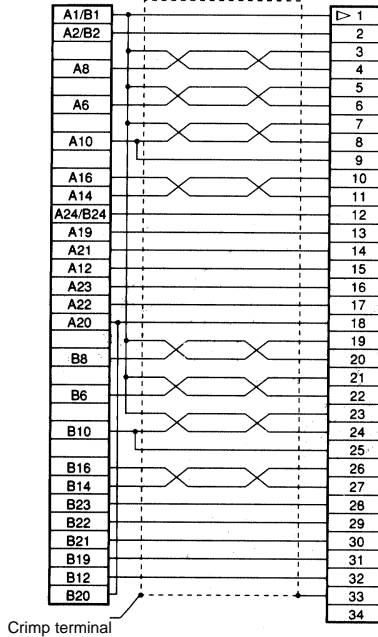 A1/B1
A2/B2
A8
A6
A10
A16
A14
A24/B24
A19
A21
A12
A23
A22
A20
B8
B6
B10
B16
B14
B23
B22
B21
B19
B12
B20
1
2
3
4
5
6
7
8
9
10
11
12
13
14
15
16
17
18
19
20
21
22
23
24
25
26
27
28
29
30
31
32
33
34
Crimp terminal